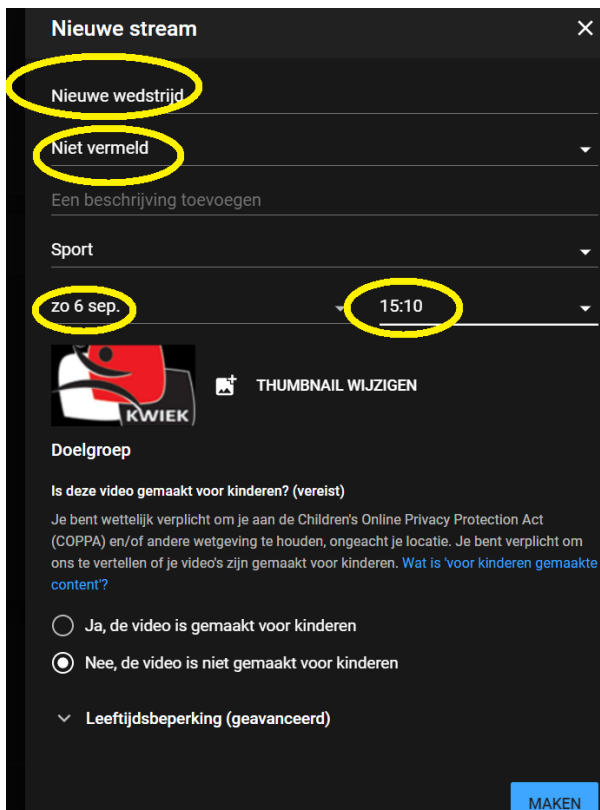 Nieuwe stream
Nieuwe wedstrijd
Niet vermeld
Een beschrijving toevoegen
Sport
zo 6 sep.
15:10
KWIEK
THUMBNAIL WIJZIGEN
Doelgroep
Is deze video gemaakt voor kinderen? (vereist)
Je bent wettelijk verplicht om je aan de Children's Online Privacy Protection Act
(COPPA) en/of andere wetgeving te houden, ongeacht je locatie. Je bent verplicht om
ons te vertellen of je video's zijn gemaakt voor kinderen. Wat is 'voor kinderen gemaakte
content'?
Ja, de video is gemaakt voor kinderen
Nee, de video is niet gemaakt voor kinderen
Leeftijdsbeperking (geavanceerd)
MAKEN